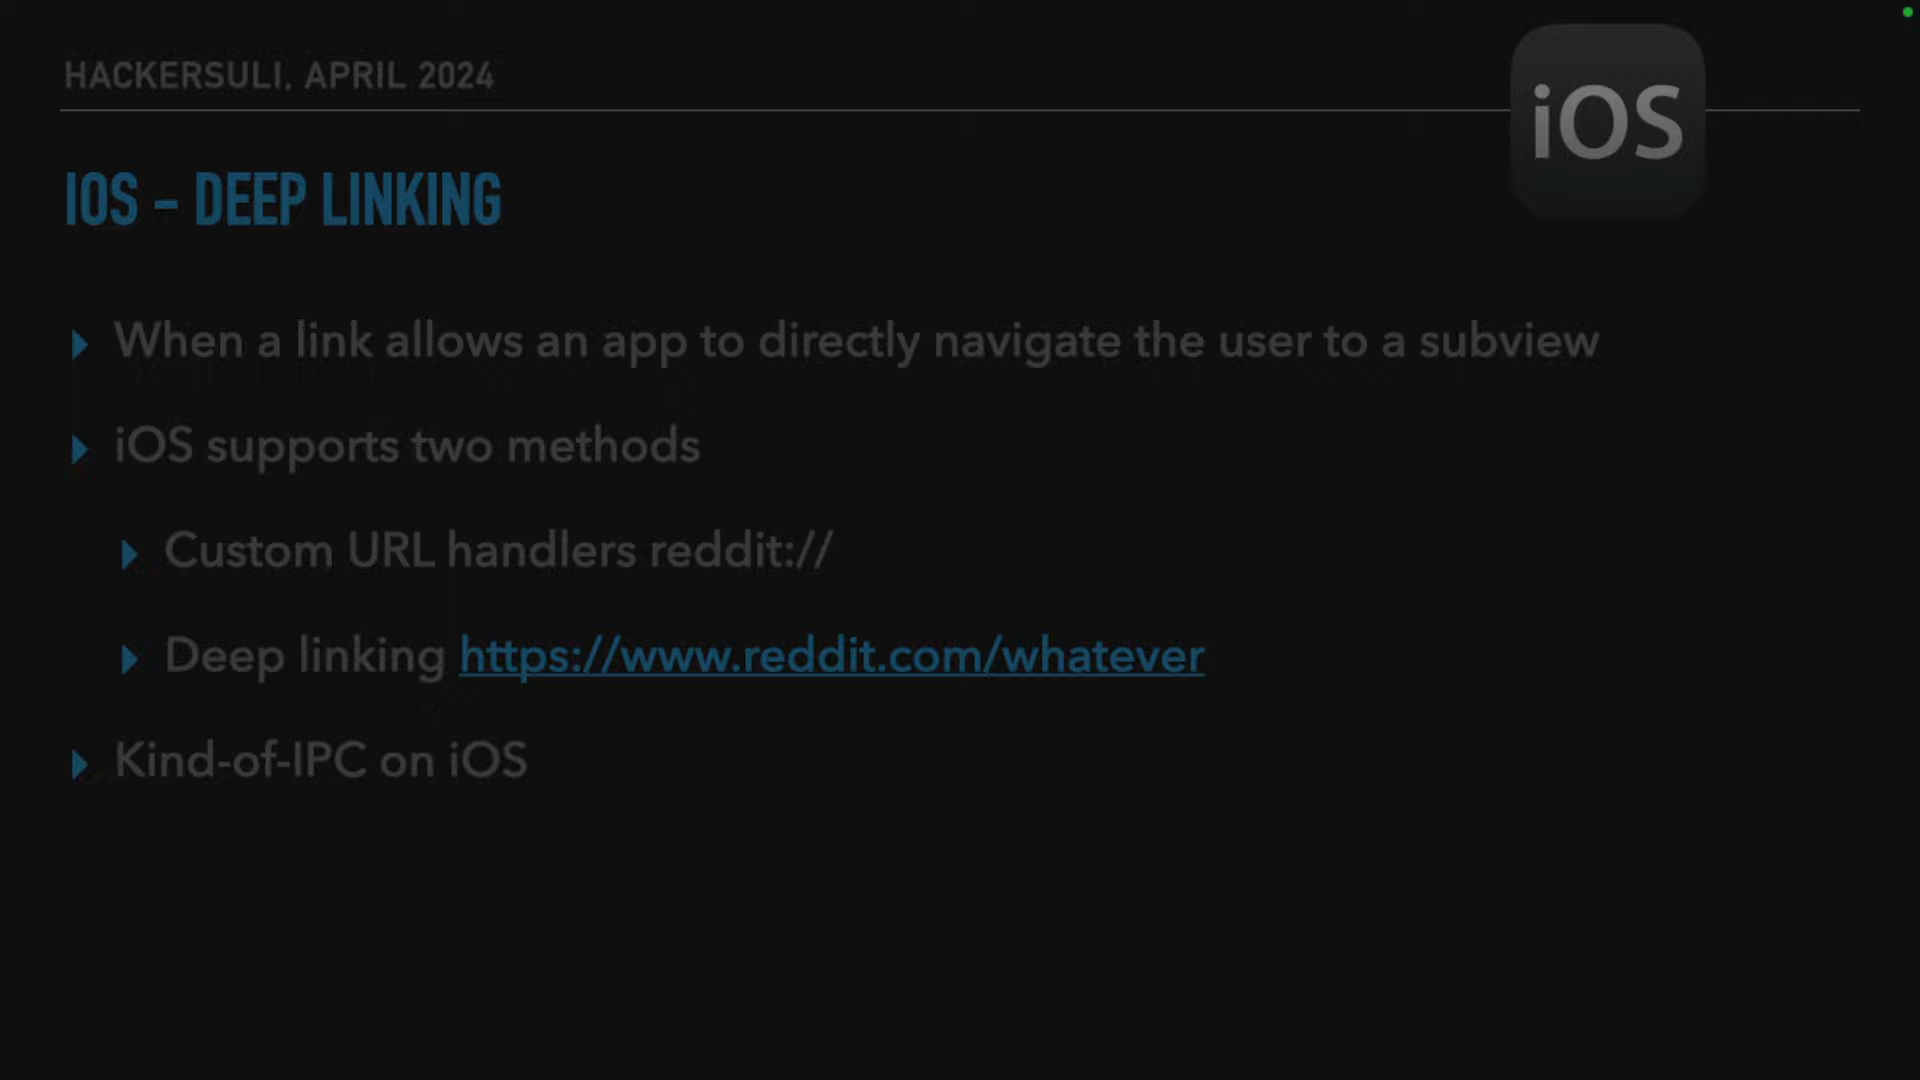 HACKERSULI, APRIL 2024
iOS
IOS – DEEP LINKING
When a link allows an app to directly navigate the user to a subview
iOS supports two methods
Custom URL handlers reddit://
Deep linking https://www.reddit.com/whatever
Kind-of-IPC on iOS